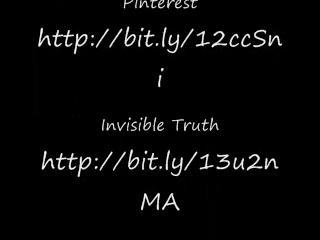 Pinterest
http://bit.ly/12ccSn
i
Invisible Truth
http://bit.ly/13u2n
MA